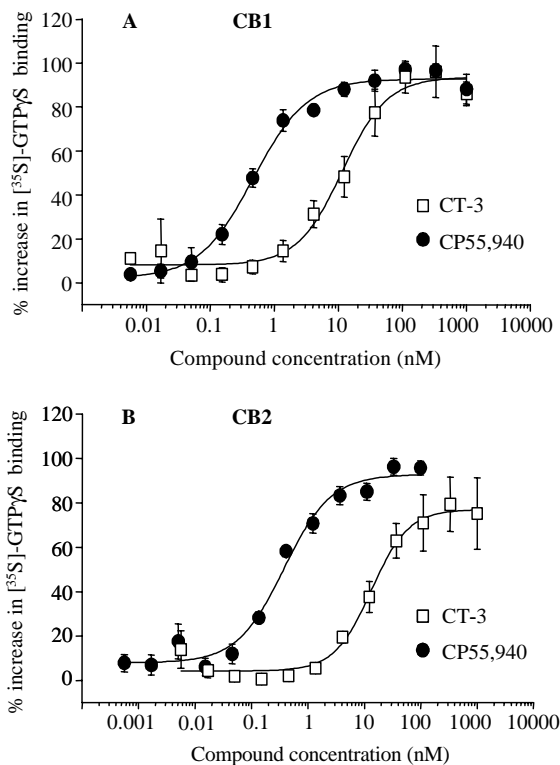 A CB1
120
100
80
60
40
20
0
% increase in [³⁵S]-GTPγS binding
CT-3
CP55,940
0.01 0.1 1 10 100 1000 10000
Compound concentration (nM)
B CB2
120
100
80
60
40
20
0
% increase in [³⁵S]-GTPγS binding
CT-3
CP55,940
0.001 0.01 0.1 1 10 100 1000 10000
Compound concentration (nM)